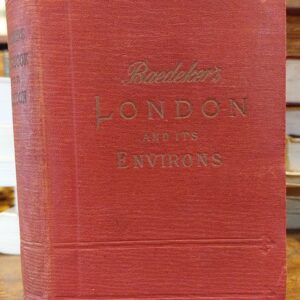 Baedeker's
LONDON
AND ITS
ENVIRONS